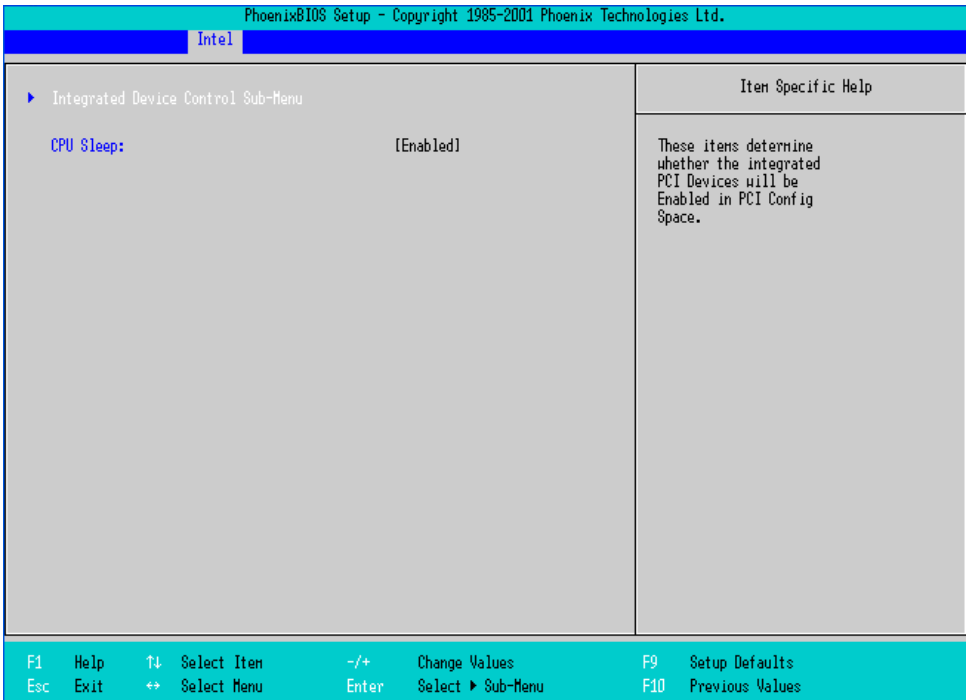 PhoenixBIOS Setup - Copyright 1985-2001 Phoenix Technologies Ltd.
Intel
▶ Integrated Device Control Sub-Menu
CPU Sleep: [Enabled]
Item Specific Help
These items determine
whether the integrated
PCI Devices will be
Enabled in PCI Config
Space.
F1 Help ↑↓ Select Item -/+ Change Values F9 Setup Defaults
Esc Exit ↔ Select Menu Enter Select ▶ Sub-Menu F10 Previous Values